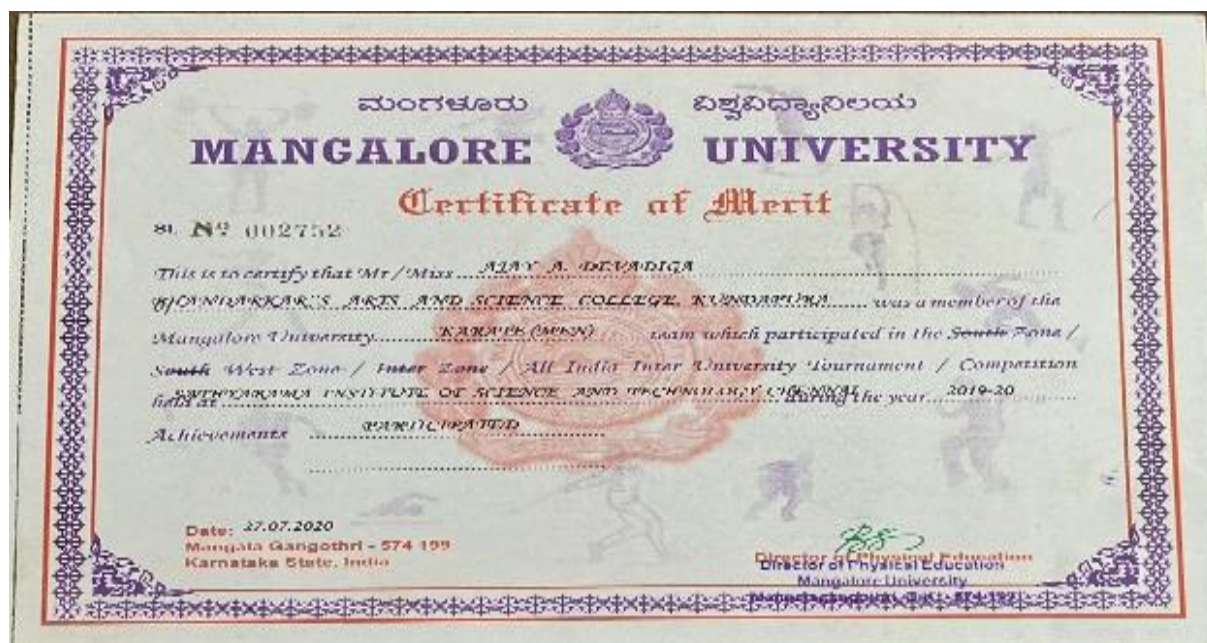 ಮಂಗಳೂರು ವಿಶ್ವವಿದ್ಯಾನಿಲಯ
MANGALORE UNIVERSITY
Certificate of Merit
Sl. No 002752
This is to certify that Mr / Miss AJAY A. DEVADIGA
BHANDARKAR'S ARTS AND SCIENCE COLLEGE, KUNDAPURA was a member of the
Mangalore University KARATE (MEN) team which participated in the South Zone /
South West Zone / Inter Zone / All India Inter University Tournament / Competition
held at SATHYABAMA INSTITUTE OF SCIENCE AND TECHNOLOGY CHENNAI during the year 2019-20
Achievements PARTICIPATED
Date: 27.07.2020
Mangala Gangothri - 574 199
Karnataka State, India
Director of Physical Education
Director of Physical Education
Mangalore University